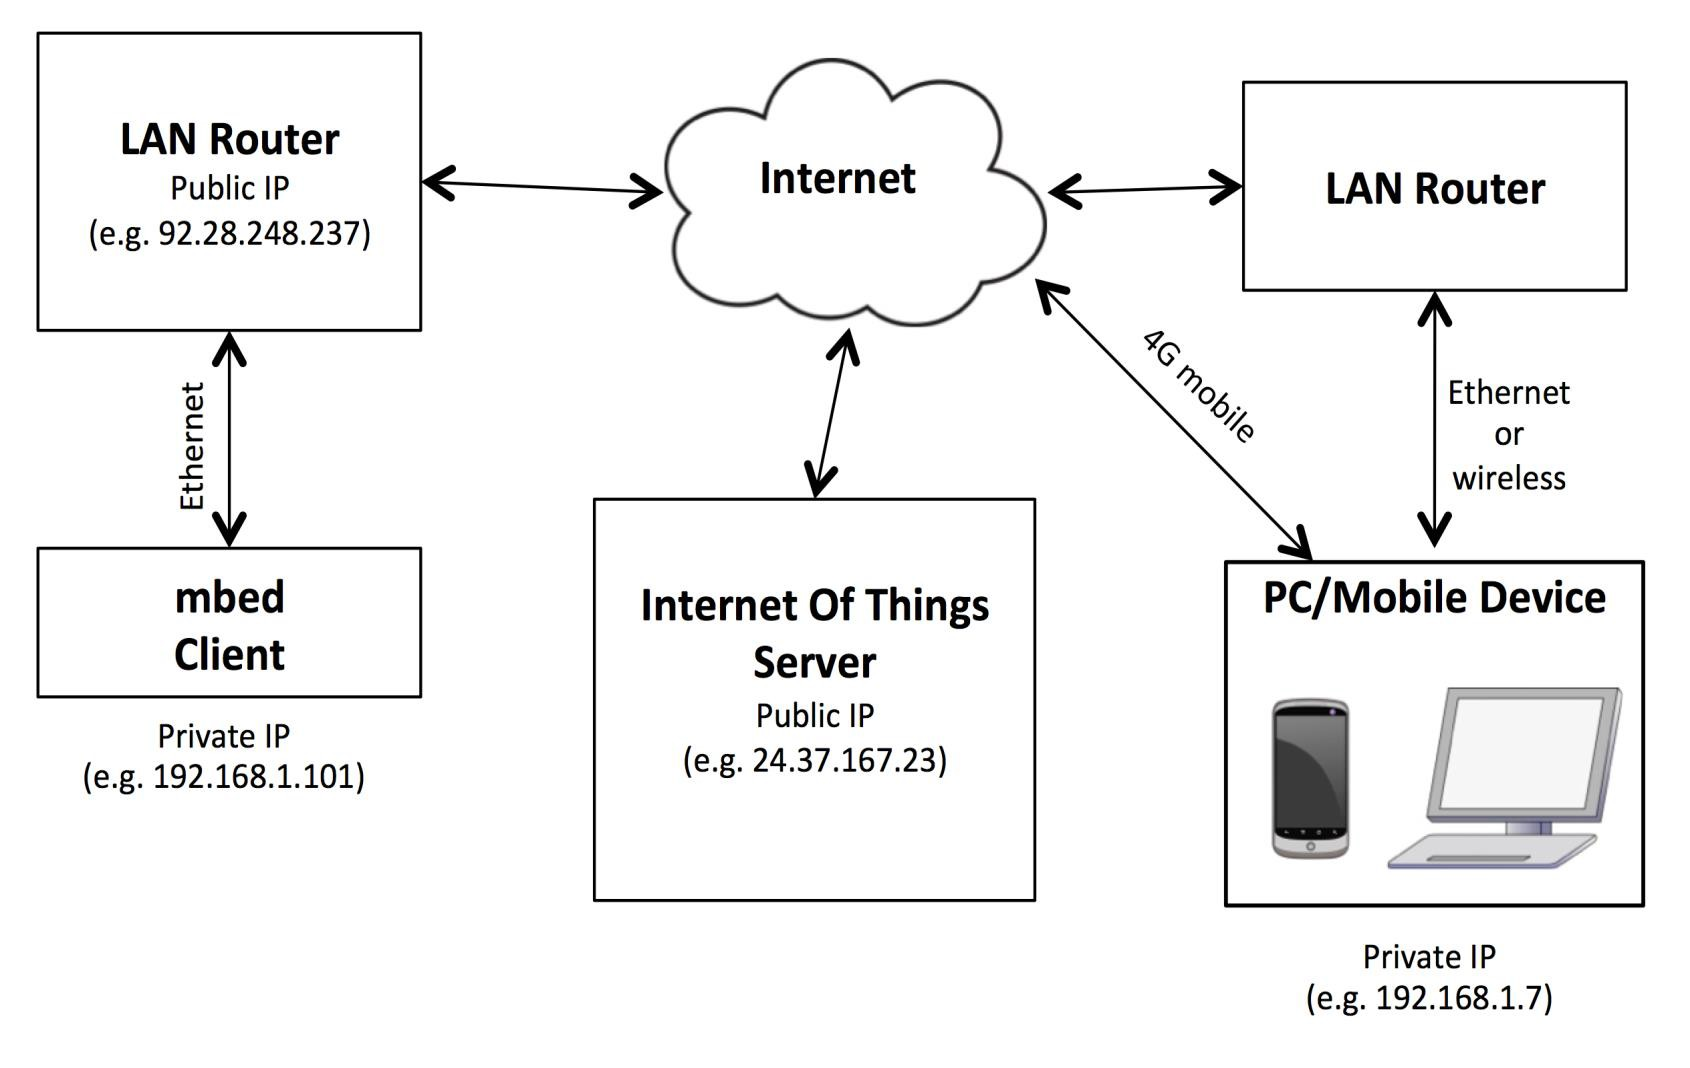 LAN Router
Public IP
(e.g. 92.28.248.237)
Internet
LAN Router
Ethernet
4G mobile
Ethernet
or
wireless
mbed
Client
Private IP
(e.g. 192.168.1.101)
Internet Of Things
Server
Public IP
(e.g. 24.37.167.23)
PC/Mobile Device
Private IP
(e.g. 192.168.1.7)